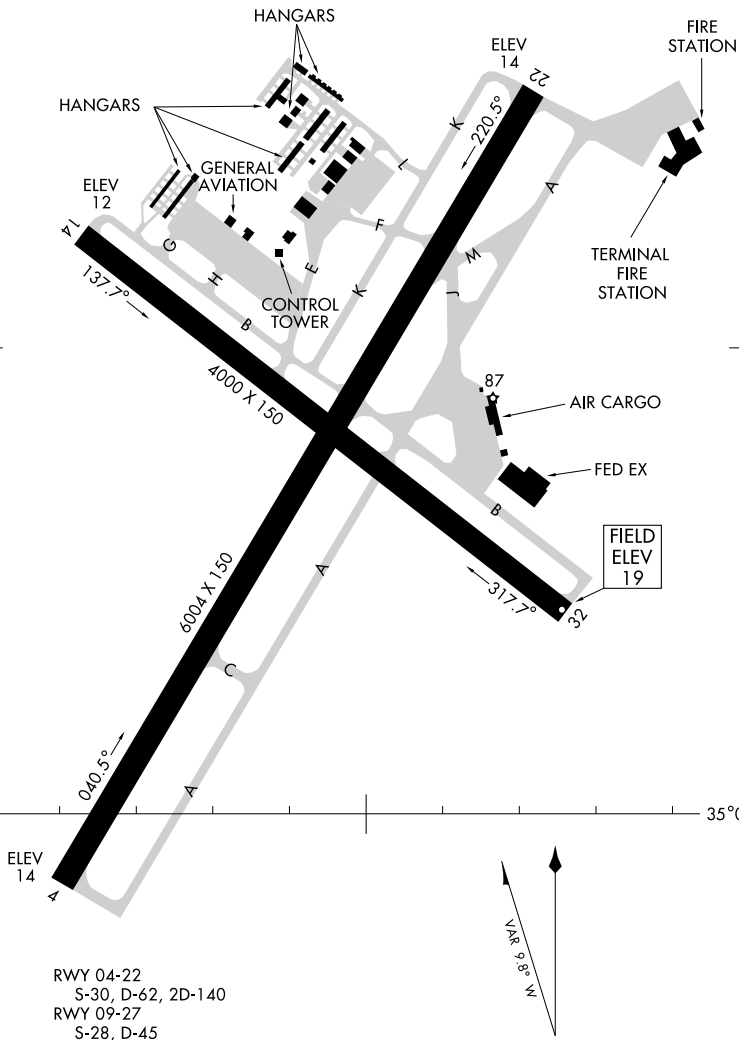 HANGARS
ELEV
14
22
FIRE
STATION
HANGARS
K
220.5°
L
A
GENERAL
AVIATION
ELEV
12
14
F
G
M
TERMINAL
FIRE
STATION
137.7°
H
E
J
K
CONTROL
TOWER
B
4000 X 150
87
AIR CARGO
FED EX
B
FIELD
ELEV
19
6004 X 150
A
317.7°
32
C
040.5°
A
35°0
ELEV
14
4
VAR 9.8° W
RWY 04-22
S-30, D-62, 2D-140
RWY 09-27
S-28, D-45